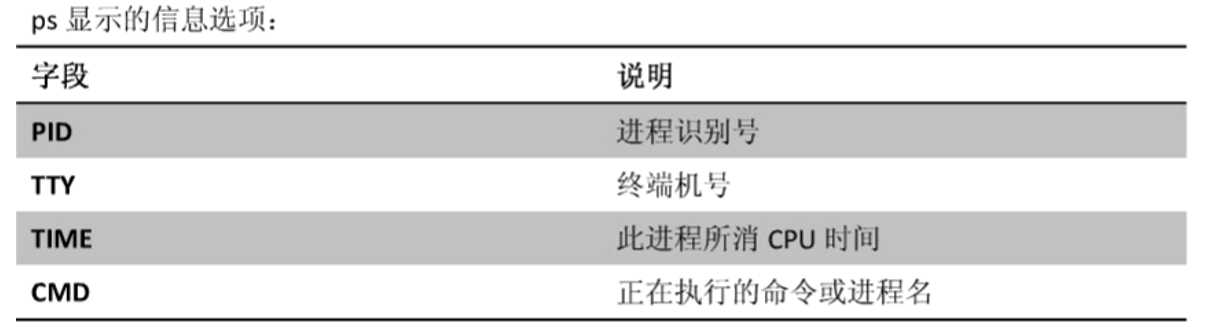 ps 显示的信息选项：
字段 说明
PID 进程识别号
TTY 终端机号
TIME 此进程所消 CPU 时间
CMD 正在执行的命令或进程名